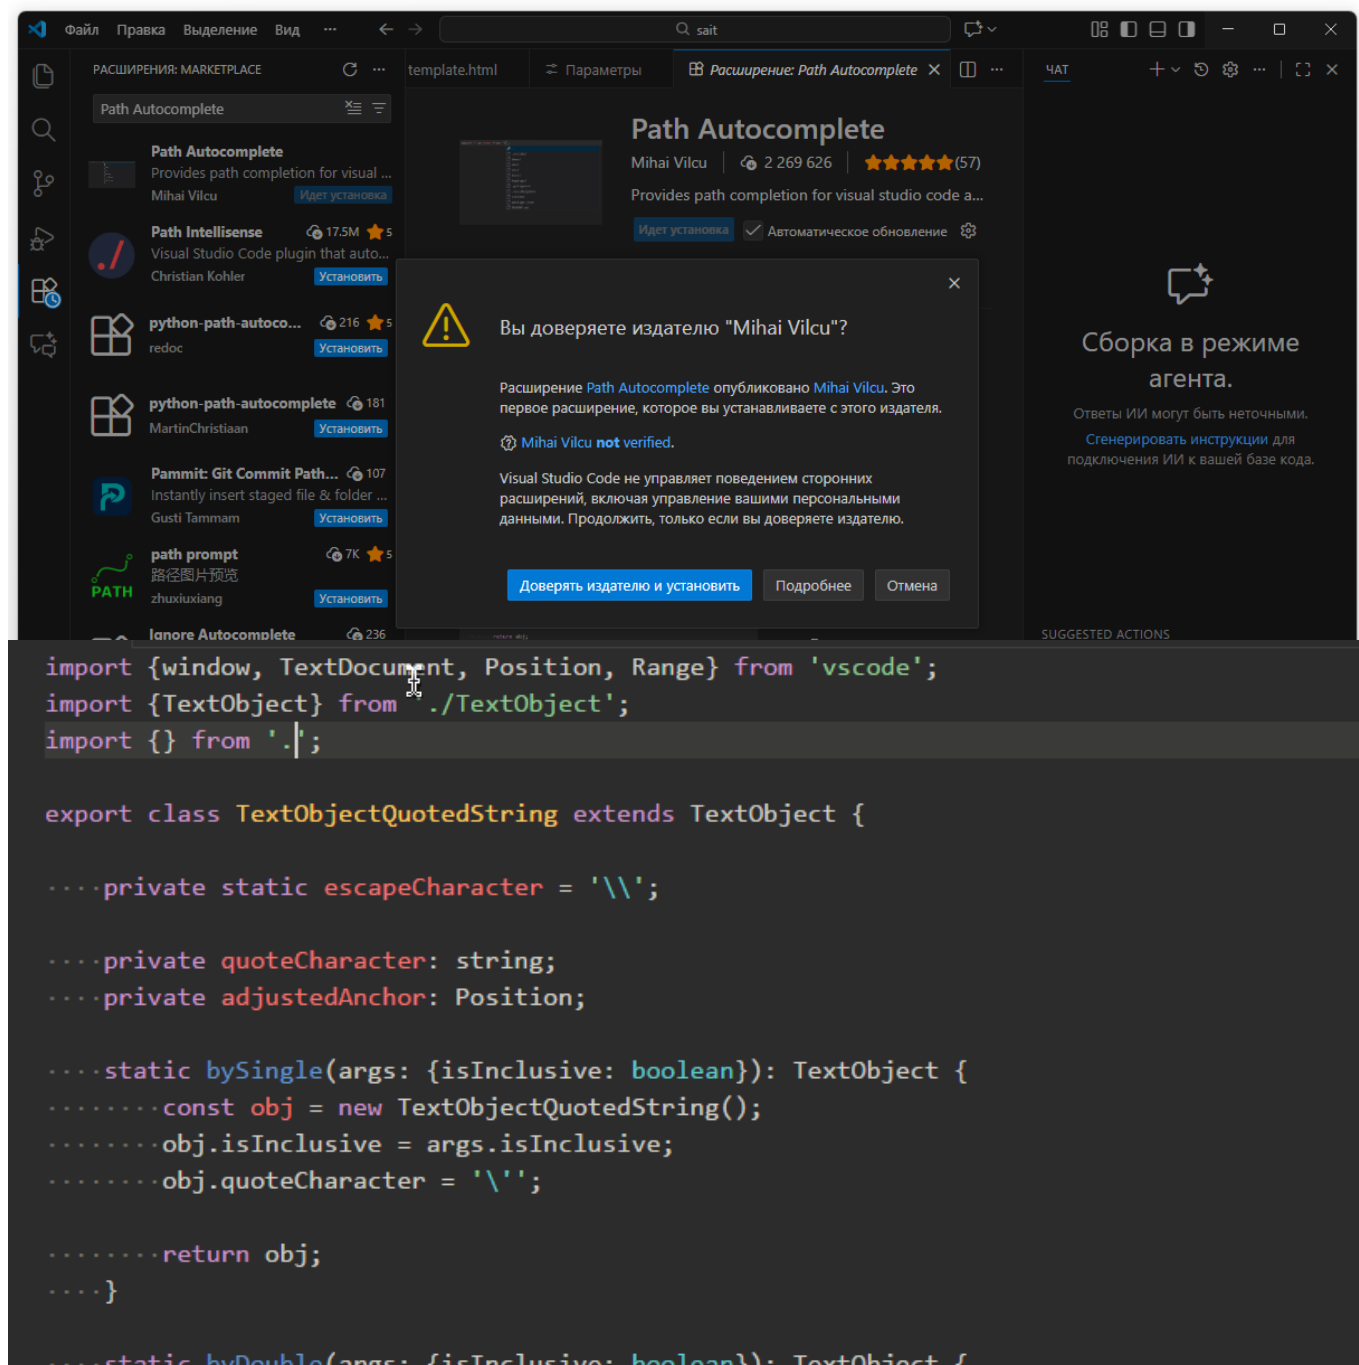 Файл Правка Выделение Вид ··· sait
РАСШИРЕНИЯ: MARKETPLACE
Path Autocomplete
Path Autocomplete
Provides path completion for visual ...
Mihai Vilcu Идет установка
Path Intellisense 17.5M 5
Visual Studio Code plugin that auto...
Christian Kohler Установить
python-path-autoco... 216 5
redoc Установить
python-path-autocomplete 181
MartinChristiaan Установить
Pammit: Git Commit Path... 107
Instantly insert staged file & folder ...
Gusti Tammam Установить
PATH
path prompt 7K 5
路径图片预览
zhuxiuxiang Установить
Ignore Autocomplete 236
template.html Параметры Расширение: Path Autocomplete
Path Autocomplete
Mihai Vilcu 2 269 626 (57)
Provides path completion for visual studio code a...
Идет установка Автоматическое обновление
Вы доверяете издателю "Mihai Vilcu"?
Расширение Path Autocomplete опубликовано Mihai Vilcu. Это
первое расширение, которое вы устанавливаете с этого издателя.
Mihai Vilcu not verified.
Visual Studio Code не управляет поведением сторонних
расширений, включая управление вашими персональными
данными. Продолжить, только если вы доверяете издателю.
Доверять издателю и установить Подробнее Отмена
return obj;
ЧАТ
Сборка в режиме
агента.
Ответы ИИ могут быть неточными.
Сгенерировать инструкции для
подключения ИИ к вашей базе кода.
SUGGESTED ACTIONS
import {window, TextDocument, Position, Range} from 'vscode';
import {TextObject} from './TextObject';
import {} from '.';
export class TextObjectQuotedString extends TextObject {
····private static escapeCharacter = '\\';
····private quoteCharacter: string;
····private adjustedAnchor: Position;
····static bySingle(args: {isInclusive: boolean}): TextObject {
········const obj = new TextObjectQuotedString();
········obj.isInclusive = args.isInclusive;
········obj.quoteCharacter = '\'';
········return obj;
····}
····static byDouble(args: {isInclusive: boolean}): TextObject {